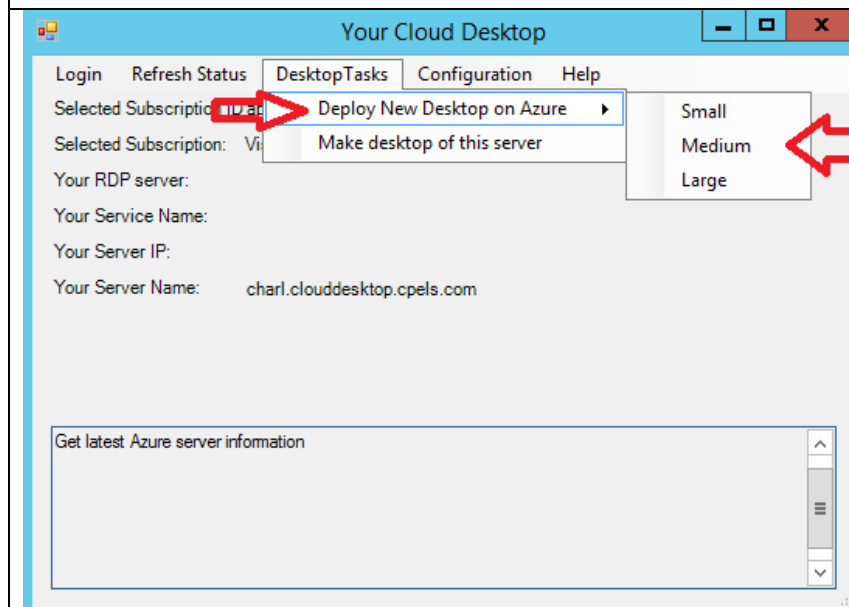 Your Cloud Desktop
Login Refresh Status DesktopTasks Configuration Help
Selected Subscription ID
Deploy New Desktop on Azure
Small
Selected Subscription:
Make desktop of this server
Medium
Your RDP server:
Large
Your Service Name:
Your Server IP:
Your Server Name: charl.clouddesktop.cpels.com
Get latest Azure server information